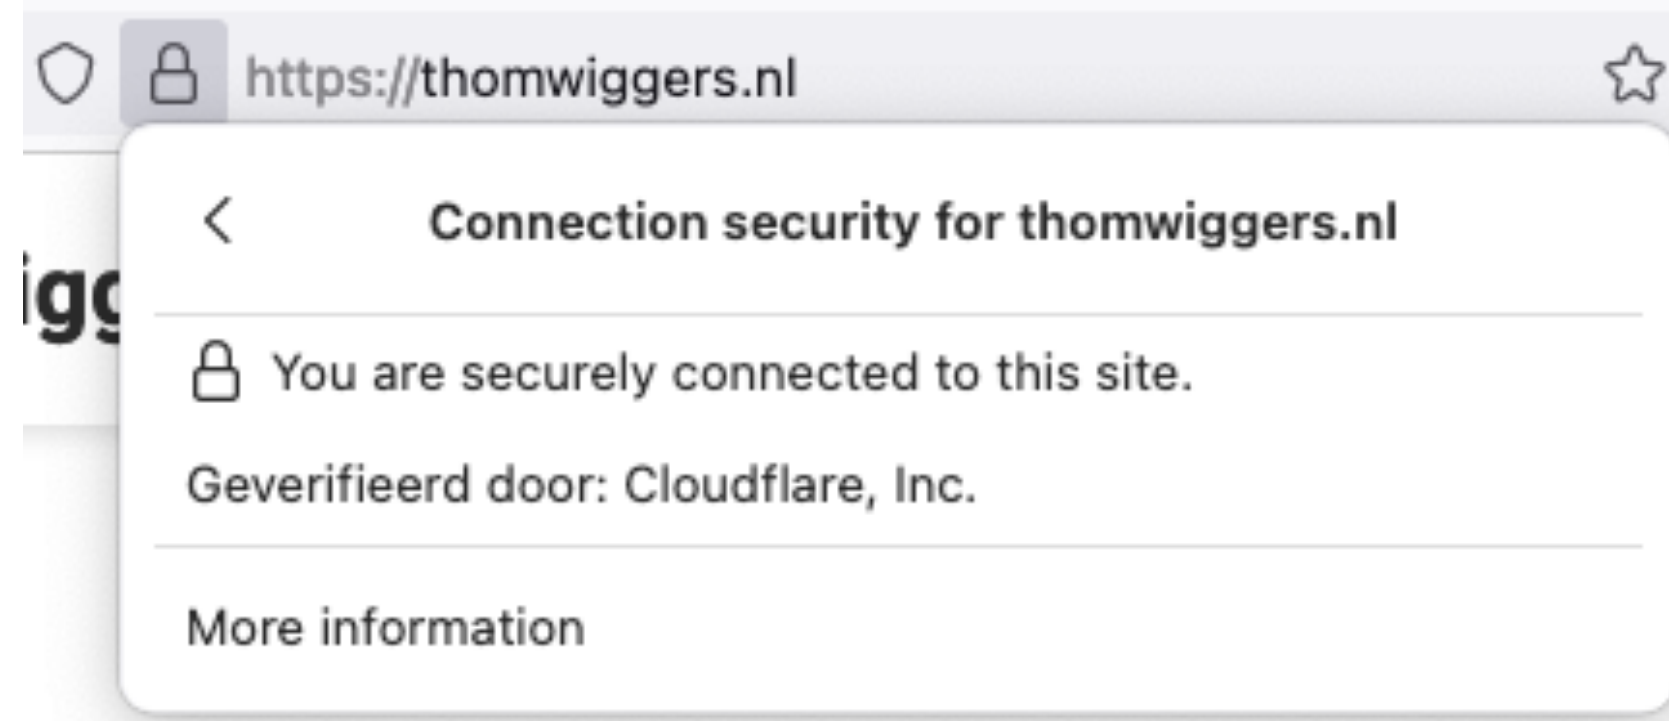 https://thomwiggers.nl
Connection security for thomwiggers.nl
igg
You are securely connected to this site.
Geverifieerd door: Cloudflare, Inc.
More information